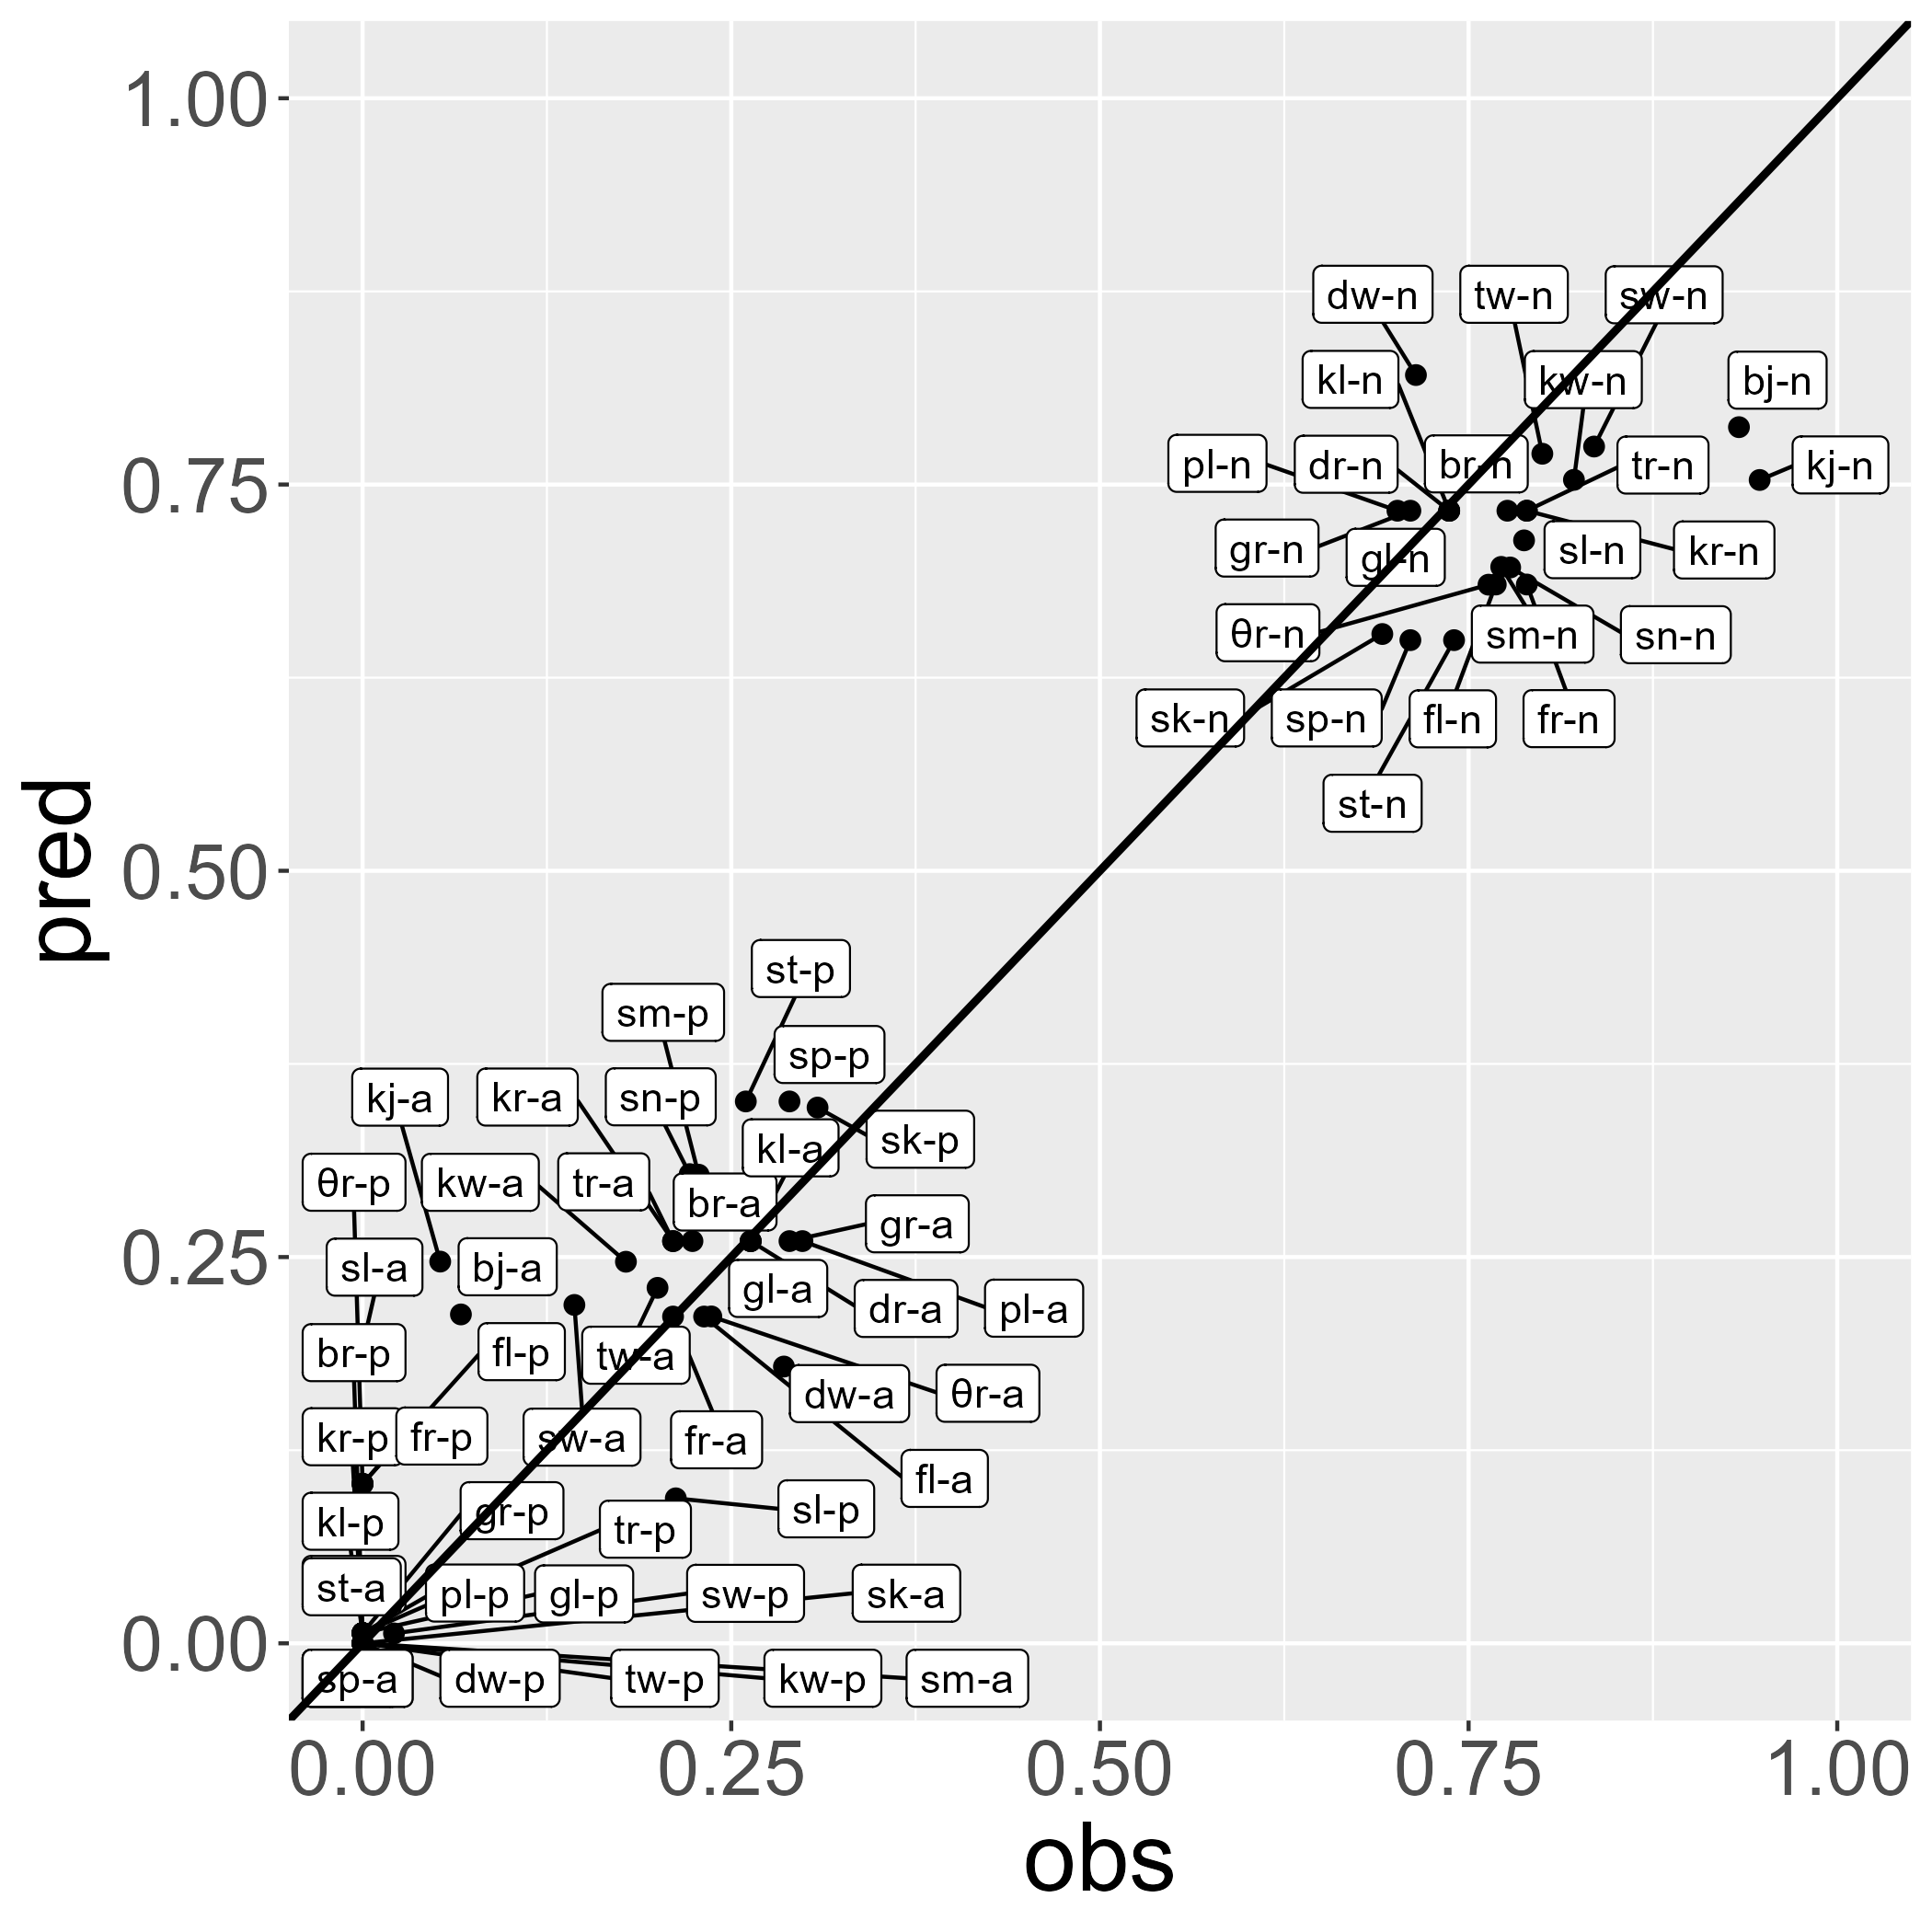 1.00
dw-n tw-n sw-n
kl-n kw-n bj-n
pl-n dr-n br-n tr-n kj-n
0.75
gr-n gl-n sl-n kr-n
θr-n sm-n sn-n
sk-n sp-n fl-n fr-n
st-n
pred
0.50
st-p
sm-p
sp-p
kj-a kr-a sn-p
kl-a sk-p
θr-p kw-a tr-a br-a
gr-a
0.25
sl-a bj-a
gl-a dr-a pl-a
br-p fl-p tw-a
dw-a θr-a
kr-p fr-p sw-a fr-a
fl-a
kl-p gr-p tr-p sl-p
st-a pl-p gl-p sw-p sk-a
0.00
sp-a dw-p tw-p kw-p sm-a
0.00 0.25 0.50 0.75 1.00
obs